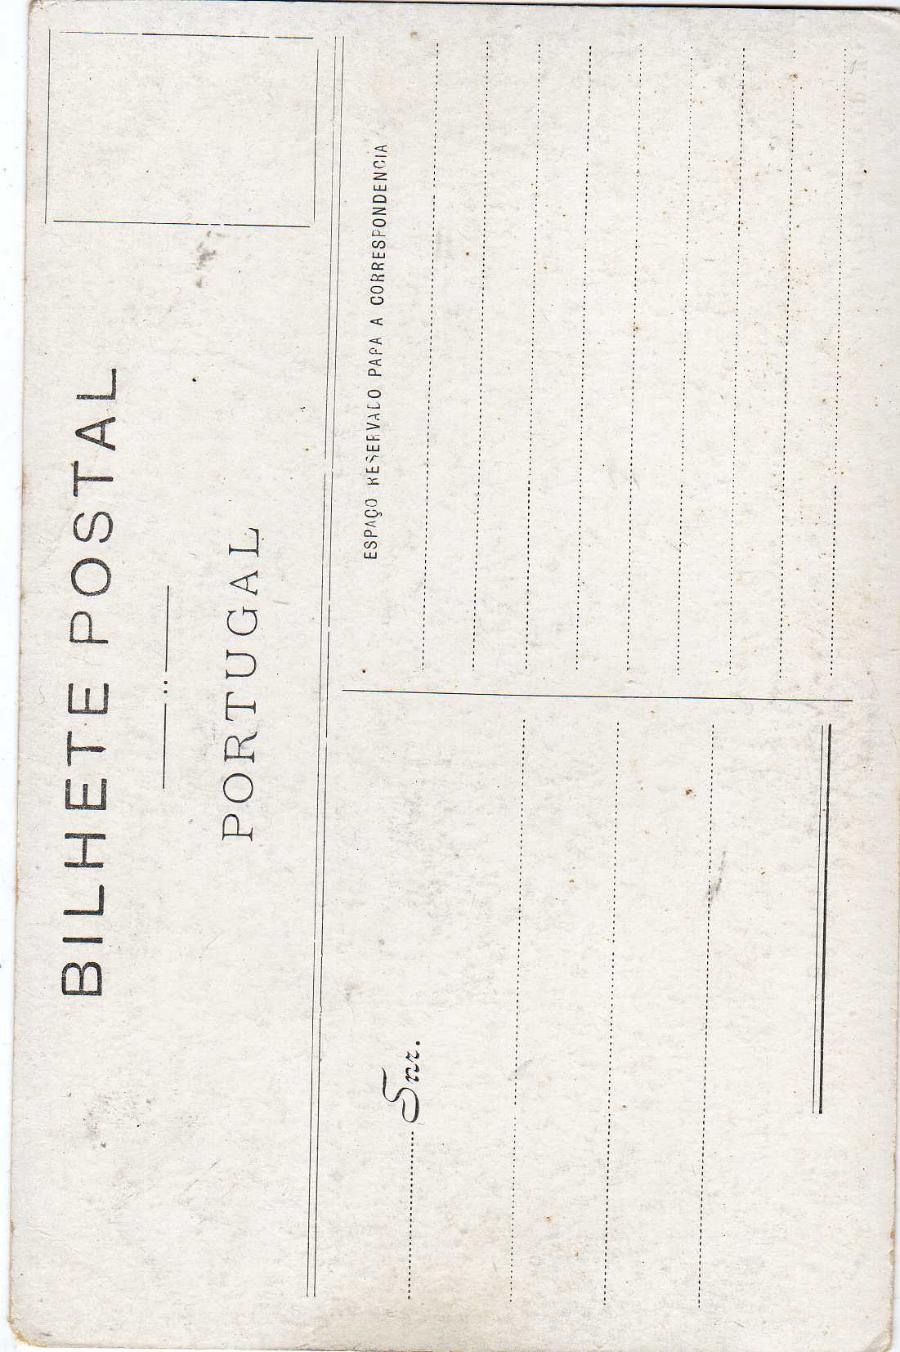 BILHETE POSTAL
PORTUGAL
ESPAÇO RESERVADO PARA A CORRESPONDENCIA
Snr.